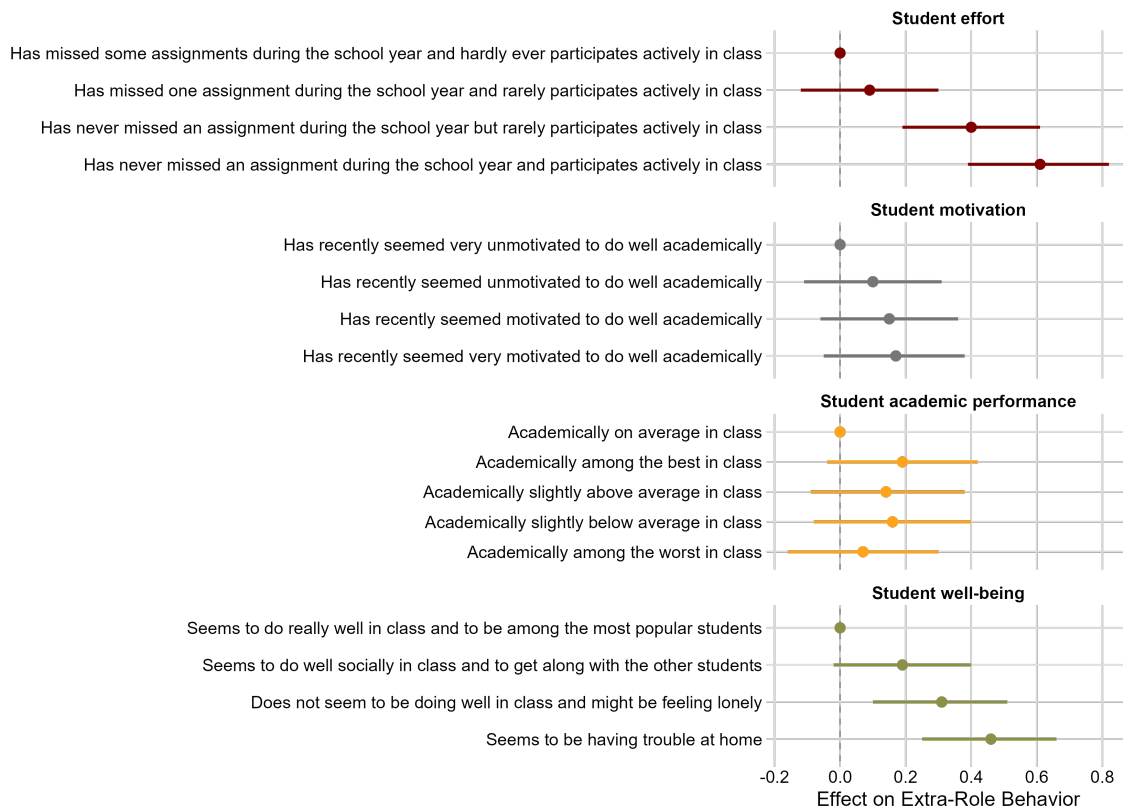 Student effort
Has missed some assignments during the school year and hardly ever participates actively in class
Has missed one assignment during the school year and rarely participates actively in class
Has never missed an assignment during the school year but rarely participates actively in class
Has never missed an assignment during the school year and participates actively in class
Student motivation
Has recently seemed very unmotivated to do well academically
Has recently seemed unmotivated to do well academically
Has recently seemed motivated to do well academically
Has recently seemed very motivated to do well academically
Student academic performance
Academically on average in class
Academically among the best in class
Academically slightly above average in class
Academically slightly below average in class
Academically among the worst in class
Student well-being
Seems to do really well in class and to be among the most popular students
Seems to do well socially in class and to get along with the other students
Does not seem to be doing well in class and might be feeling lonely
Seems to be having trouble at home
-0.2 0.0 0.2 0.4 0.6 0.8
Effect on Extra-Role Behavior